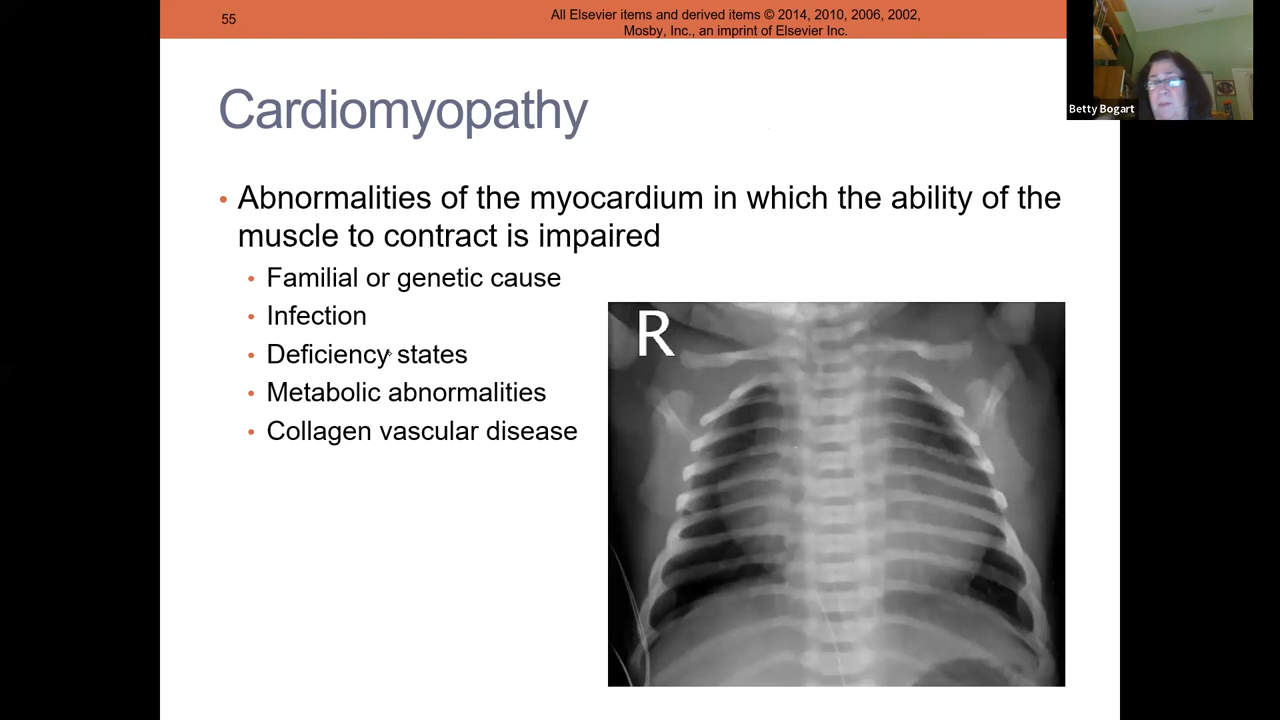 55
All Elsevier items and derived items © 2014, 2010, 2006, 2002,
Mosby, Inc., an imprint of Elsevier Inc.
Betty Bogart
Cardiomyopathy
• Abnormalities of the myocardium in which the ability of the
muscle to contract is impaired
• Familial or genetic cause
• Infection
• Deficiency states
• Metabolic abnormalities
• Collagen vascular disease
R